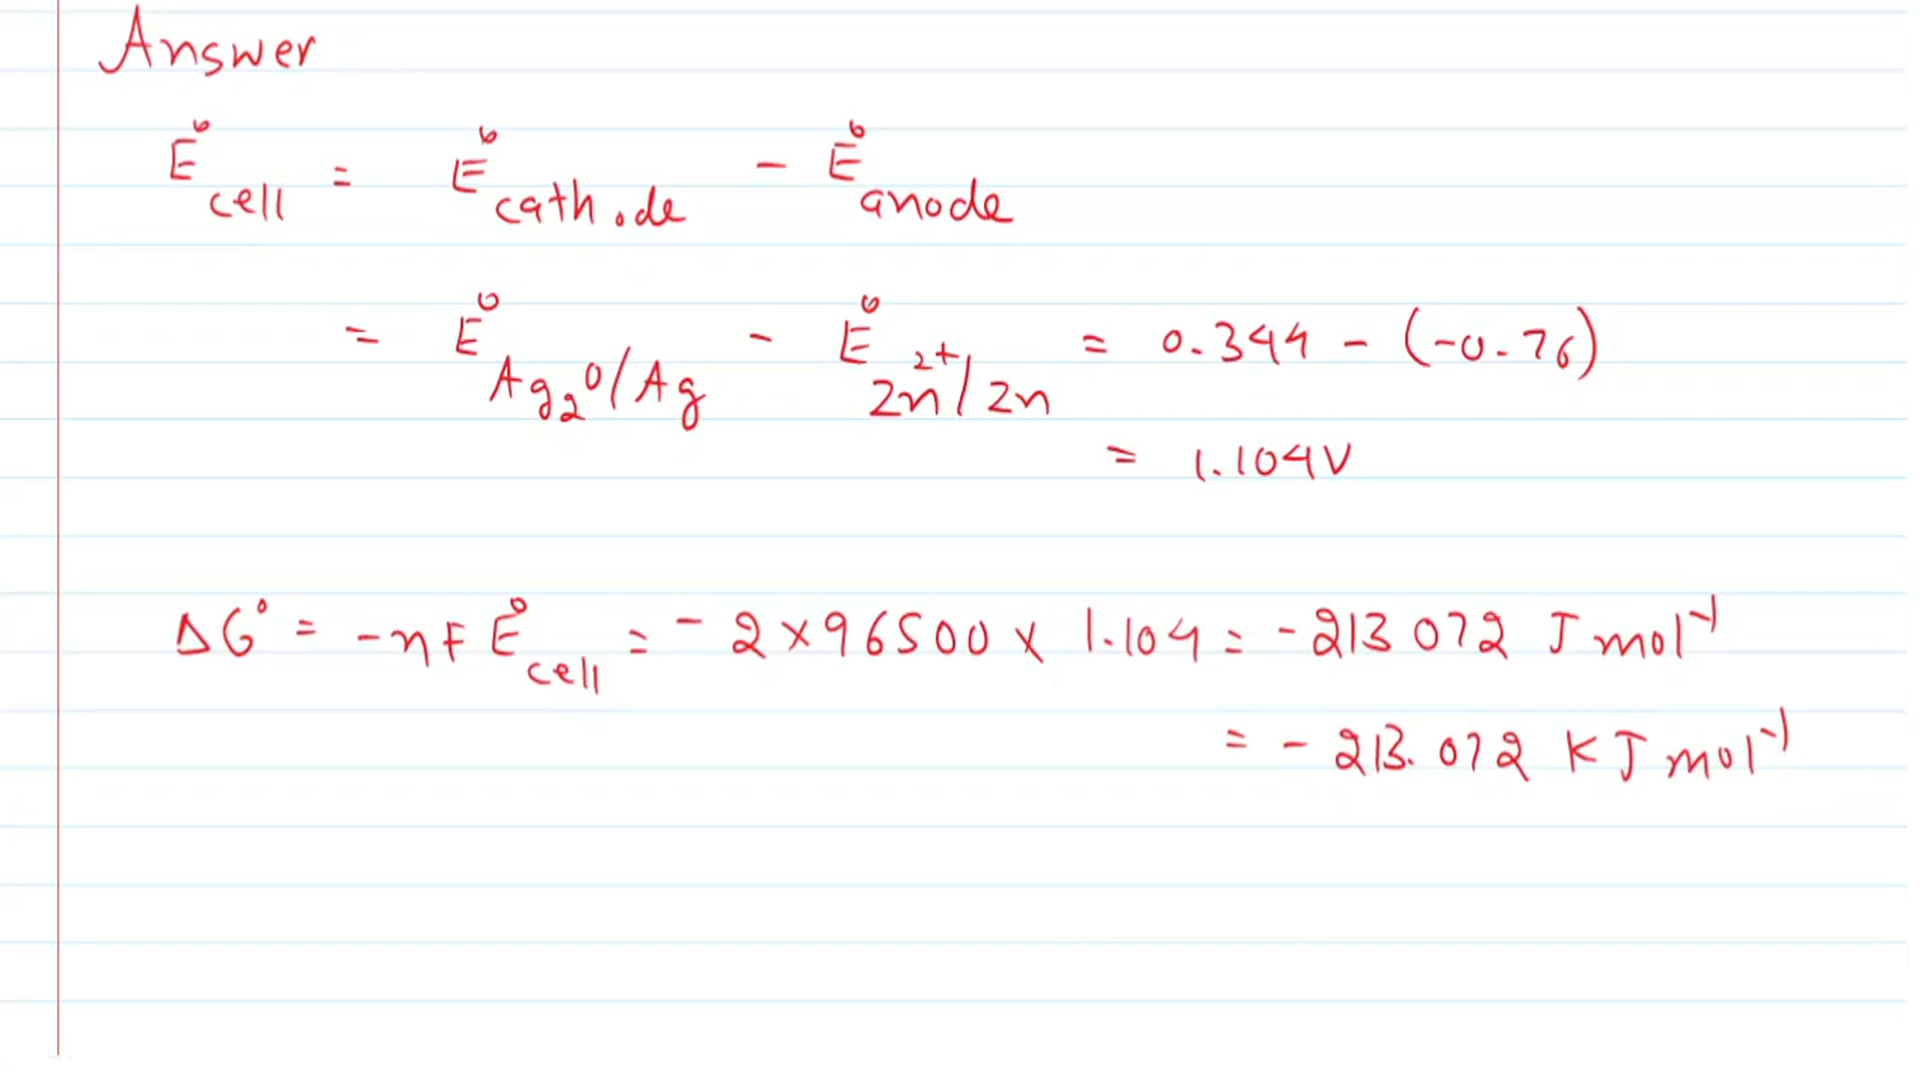 Answer
E°cell = E°cathode - E°anode
= E°Ag₂O/Ag - E°Zn²⁺/Zn = 0.344 - (-0.76)
= 1.104V
ΔG° = -nFE°cell = -2×96500×1.104 = -213072 J mol⁻¹
= -213.072 KJ mol⁻¹